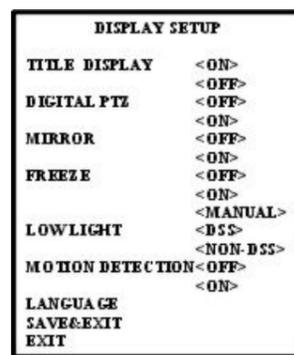 DISPLAY SETUP
TITLE DISPLAY <ON>
<OFF>
DIGITAL PTZ <OFF>
<ON>
MIRROR <OFF>
<ON>
FREEZE <OFF>
<ON>
<MANUAL>
LOWLIGHT <DSS>
<NON-DSS>
MOTION DETECTION<OFF>
<ON>
LANGUAGE
SAVE&EXIT
EXIT